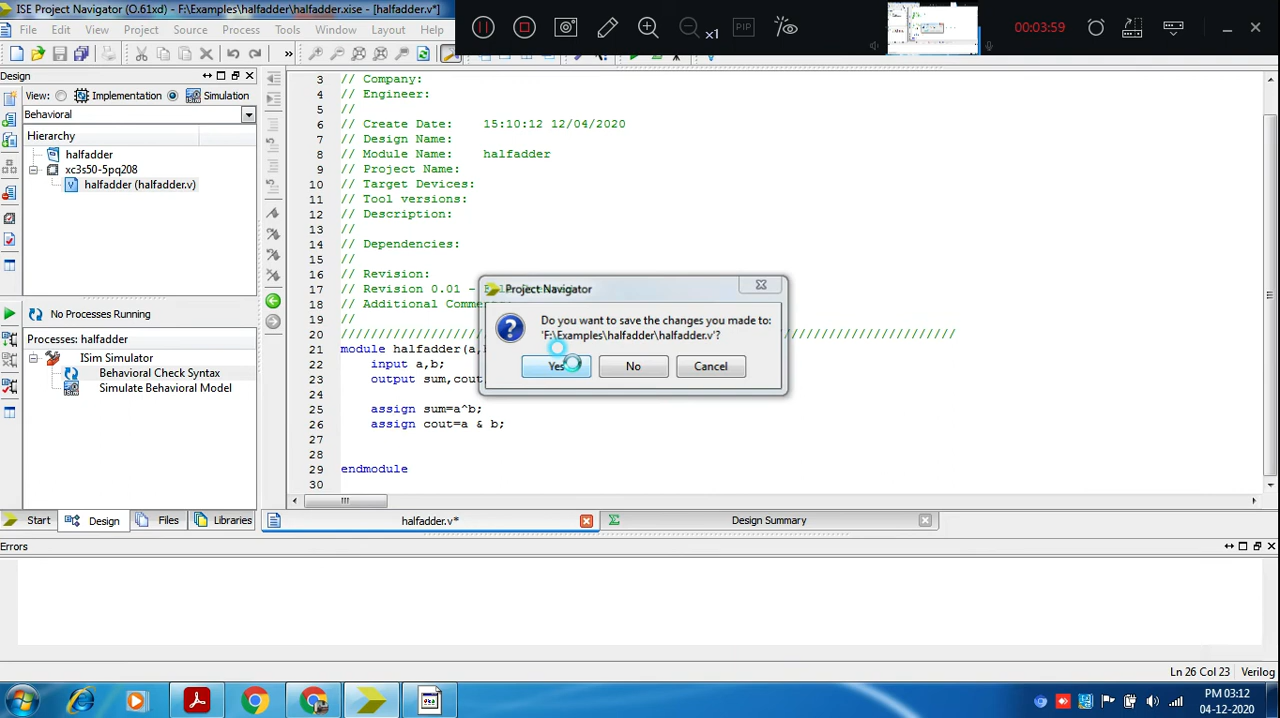 ISE Project Navigator (O.61xd) - F:\Examples\halfadder\halfadder.xise - [halfadder.v*]
File Edit View Project Source Process Tools Window Layout Help
x1 PIP 00:03:59
Design
View: Implementation Simulation
Behavioral
Hierarchy
halfadder
xc3s50-5pq208
halfadder (halfadder.v)
No Processes Running
Processes: halfadder
ISim Simulator
Behavioral Check Syntax
Simulate Behavioral Model
Start Design Files Libraries
3 // Company:
4 // Engineer:
5 //
6 // Create Date: 15:10:12 12/04/2020
7 // Design Name:
8 // Module Name: halfadder
9 // Project Name:
10 // Target Devices:
11 // Tool versions:
12 // Description:
13 //
14 // Dependencies:
15 //
16 // Revision:
17 // Revision 0.01 -
18 // Additional Comme
19 //
20 //////////////////////////////////////////////////////////////////////////////////
21 module halfadder(a,
22 input a,b;
23 output sum,cout
24
25 assign sum=a^b;
26 assign cout=a & b;
27
28
29 endmodule
30
Project Navigator
Do you want to save the changes you made to:
'F:\Examples\halfadder\halfadder.v'?
Yes No Cancel
halfadder.v* Design Summary
Errors
Ln 26 Col 23 Verilog
PM 03:12
04-12-2020